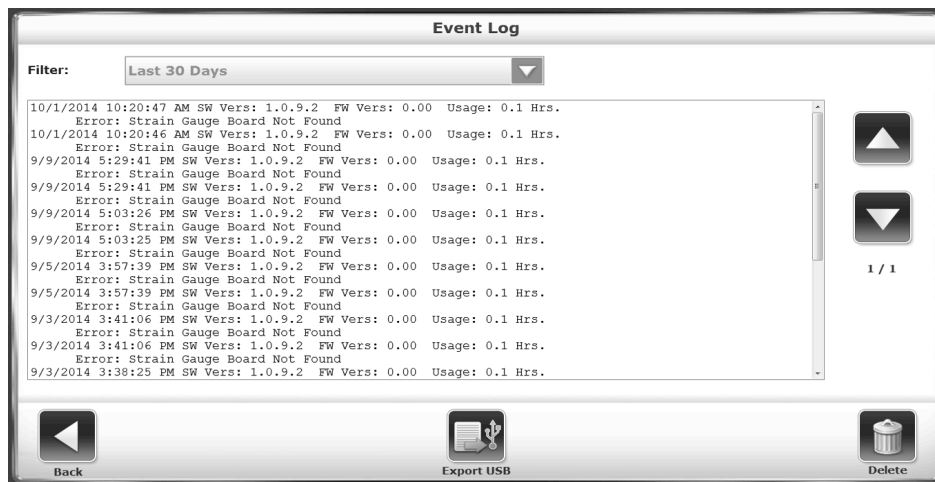 Event Log
Filter: Last 30 Days
10/1/2014 10:20:47 AM SW Vers: 1.0.9.2 FW Vers: 0.00 Usage: 0.1 Hrs.
Error: Strain Gauge Board Not Found
10/1/2014 10:20:46 AM SW Vers: 1.0.9.2 FW Vers: 0.00 Usage: 0.1 Hrs.
Error: Strain Gauge Board Not Found
9/9/2014 5:29:41 PM SW Vers: 1.0.9.2 FW Vers: 0.00 Usage: 0.1 Hrs.
Error: Strain Gauge Board Not Found
9/9/2014 5:29:41 PM SW Vers: 1.0.9.2 FW Vers: 0.00 Usage: 0.1 Hrs.
Error: Strain Gauge Board Not Found
9/9/2014 5:03:26 PM SW Vers: 1.0.9.2 FW Vers: 0.00 Usage: 0.1 Hrs.
Error: Strain Gauge Board Not Found
9/9/2014 5:03:25 PM SW Vers: 1.0.9.2 FW Vers: 0.00 Usage: 0.1 Hrs.
Error: Strain Gauge Board Not Found
9/5/2014 3:57:39 PM SW Vers: 1.0.9.2 FW Vers: 0.00 Usage: 0.1 Hrs.
Error: Strain Gauge Board Not Found
9/5/2014 3:57:39 PM SW Vers: 1.0.9.2 FW Vers: 0.00 Usage: 0.1 Hrs.
Error: Strain Gauge Board Not Found
9/3/2014 3:41:06 PM SW Vers: 1.0.9.2 FW Vers: 0.00 Usage: 0.1 Hrs.
Error: Strain Gauge Board Not Found
9/3/2014 3:41:06 PM SW Vers: 1.0.9.2 FW Vers: 0.00 Usage: 0.1 Hrs.
Error: Strain Gauge Board Not Found
9/3/2014 3:38:25 PM SW Vers: 1.0.9.2 FW Vers: 0.00 Usage: 0.1 Hrs.
1 / 1
Back
Export USB
Delete